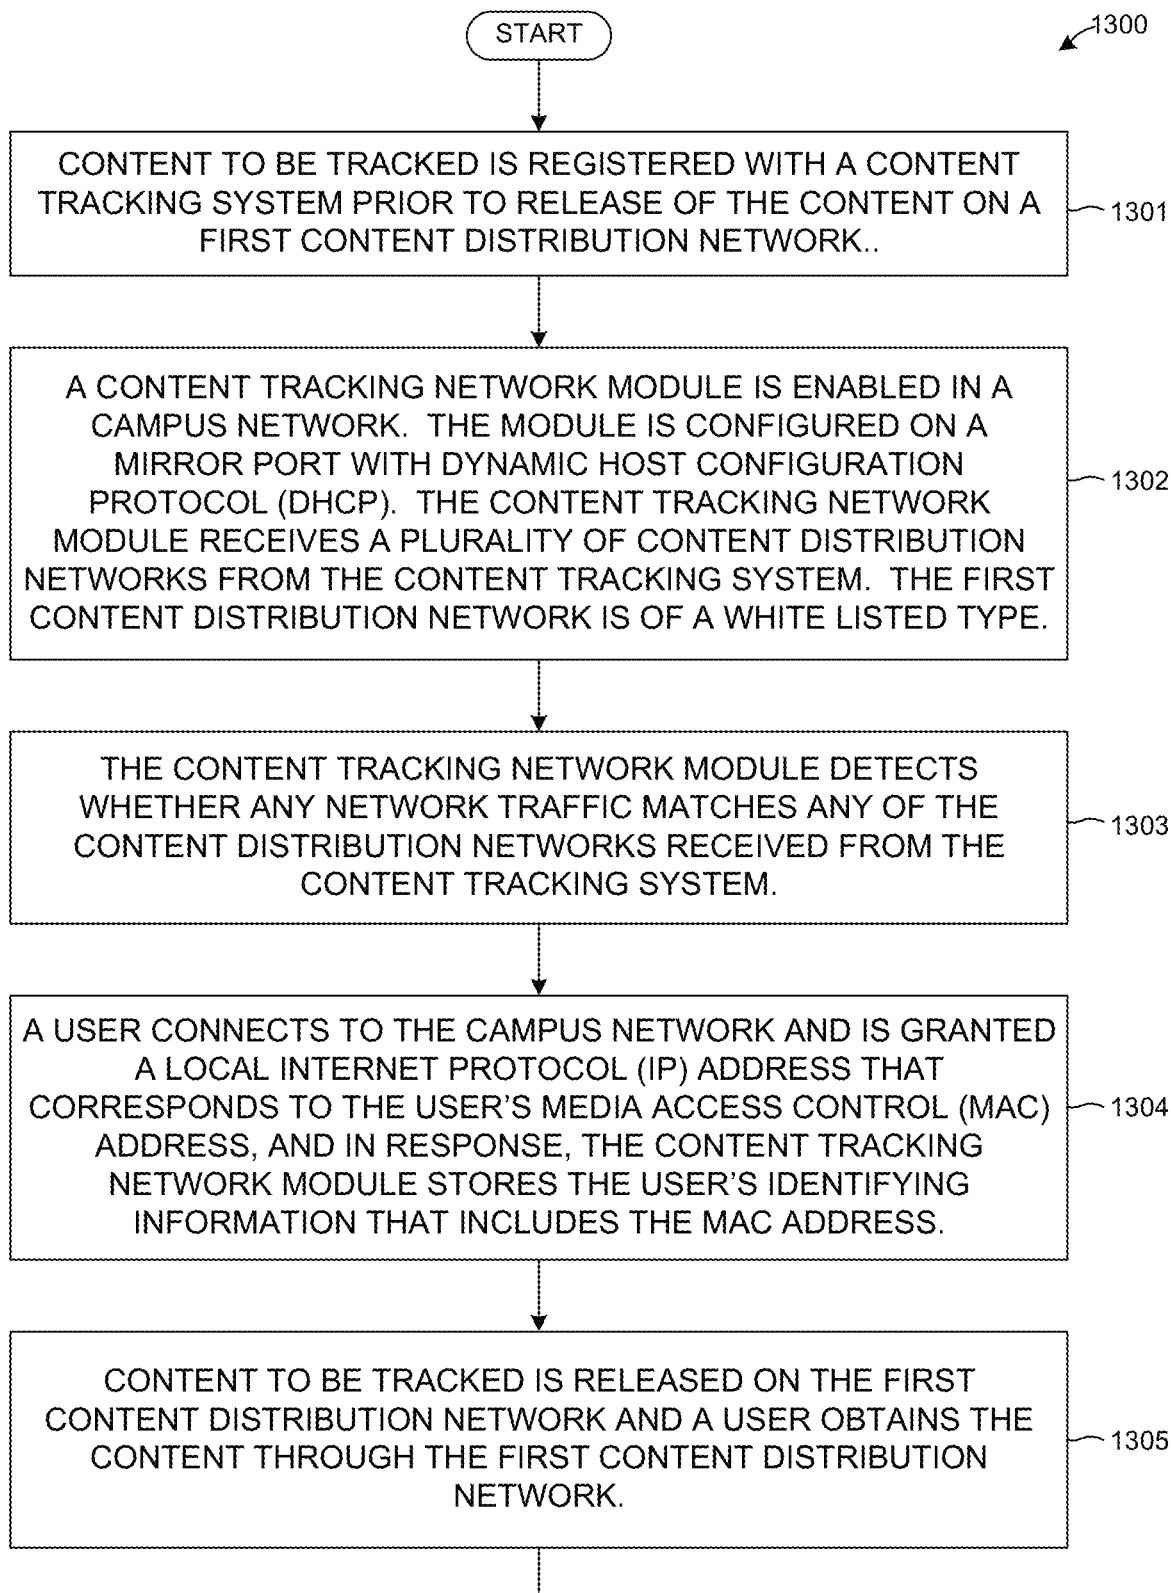 START
1300
CONTENT TO BE TRACKED IS REGISTERED WITH A CONTENT
TRACKING SYSTEM PRIOR TO RELEASE OF THE CONTENT ON A
FIRST CONTENT DISTRIBUTION NETWORK..
1301
A CONTENT TRACKING NETWORK MODULE IS ENABLED IN A
CAMPUS NETWORK. THE MODULE IS CONFIGURED ON A
MIRROR PORT WITH DYNAMIC HOST CONFIGURATION
PROTOCOL (DHCP). THE CONTENT TRACKING NETWORK
MODULE RECEIVES A PLURALITY OF CONTENT DISTRIBUTION
NETWORKS FROM THE CONTENT TRACKING SYSTEM. THE FIRST
CONTENT DISTRIBUTION NETWORK IS OF A WHITE LISTED TYPE.
1302
THE CONTENT TRACKING NETWORK MODULE DETECTS
WHETHER ANY NETWORK TRAFFIC MATCHES ANY OF THE
CONTENT DISTRIBUTION NETWORKS RECEIVED FROM THE
CONTENT TRACKING SYSTEM.
1303
A USER CONNECTS TO THE CAMPUS NETWORK AND IS GRANTED
A LOCAL INTERNET PROTOCOL (IP) ADDRESS THAT
CORRESPONDS TO THE USER'S MEDIA ACCESS CONTROL (MAC)
ADDRESS, AND IN RESPONSE, THE CONTENT TRACKING
NETWORK MODULE STORES THE USER'S IDENTIFYING
INFORMATION THAT INCLUDES THE MAC ADDRESS.
1304
CONTENT TO BE TRACKED IS RELEASED ON THE FIRST
CONTENT DISTRIBUTION NETWORK AND A USER OBTAINS THE
CONTENT THROUGH THE FIRST CONTENT DISTRIBUTION
NETWORK.
1305